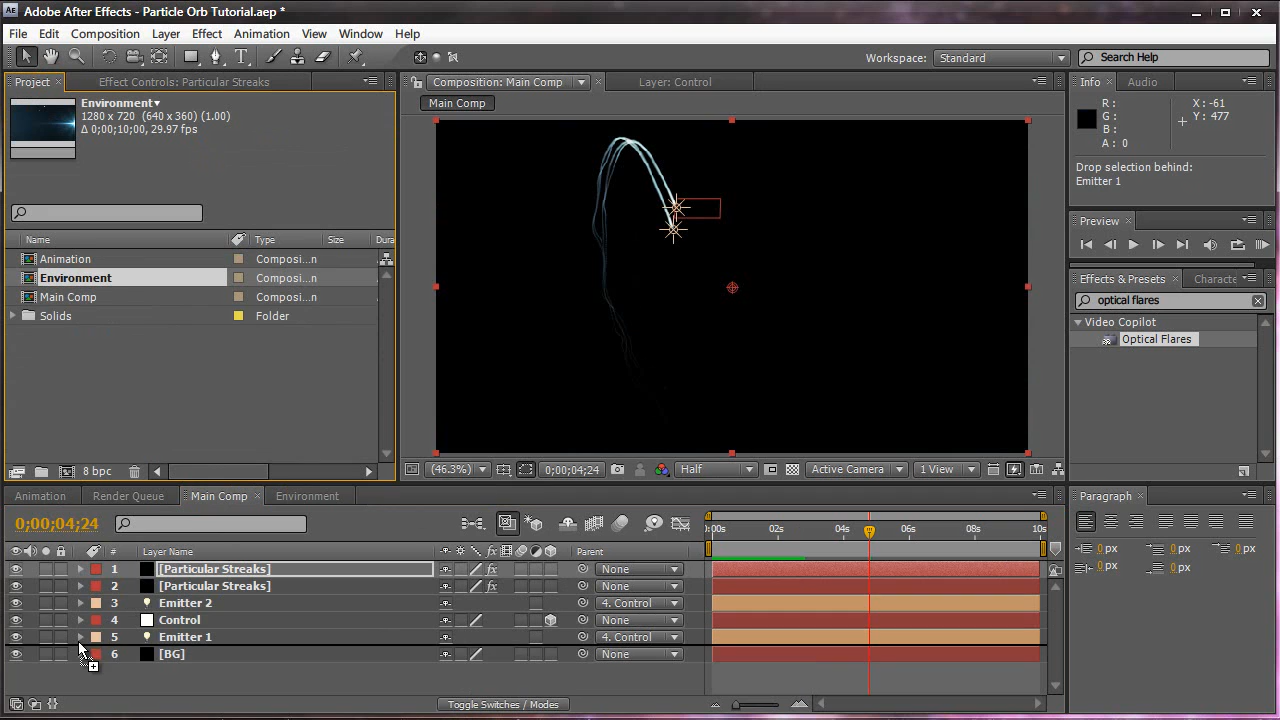 Adobe After Effects - Particle Orb Tutorial.aep *
File Edit Composition Layer Effect Animation View Window Help
Workspace: Standard Search Help
Project Effect Controls: Particular Streaks Composition: Main Comp Layer: Control Info Audio
Environment▾
1280 x 720 (640 x 360) (1.00)
Δ 0;00;10;00, 29.97 fps
Main Comp
R: X: -61
G: Y: 477
B:
A: 0
Drop selection behind:
Emitter 1
Preview
Name Type Size Dura
Animation Composi...n
Environment Composi...n
Main Comp Composi...n
Solids Folder
Effects & Presets Characte
optical flares
Video Copilot
Optical Flares
8 bpc (46.3%) 0;00;04;24 Half Active Camera 1 View
Animation Render Queue Main Comp Environment Paragraph
0;00;04;24
:00s 02s 04s 06s 08s 10s
# Layer Name Parent
1 [Particular Streaks] None
2 [Particular Streaks] None
3 Emitter 2 4. Control
4 Control None
5 Emitter 1 4. Control
6 [BG] None
0 px 0 px 0 px
0 px 0 px
Toggle Switches / Modes